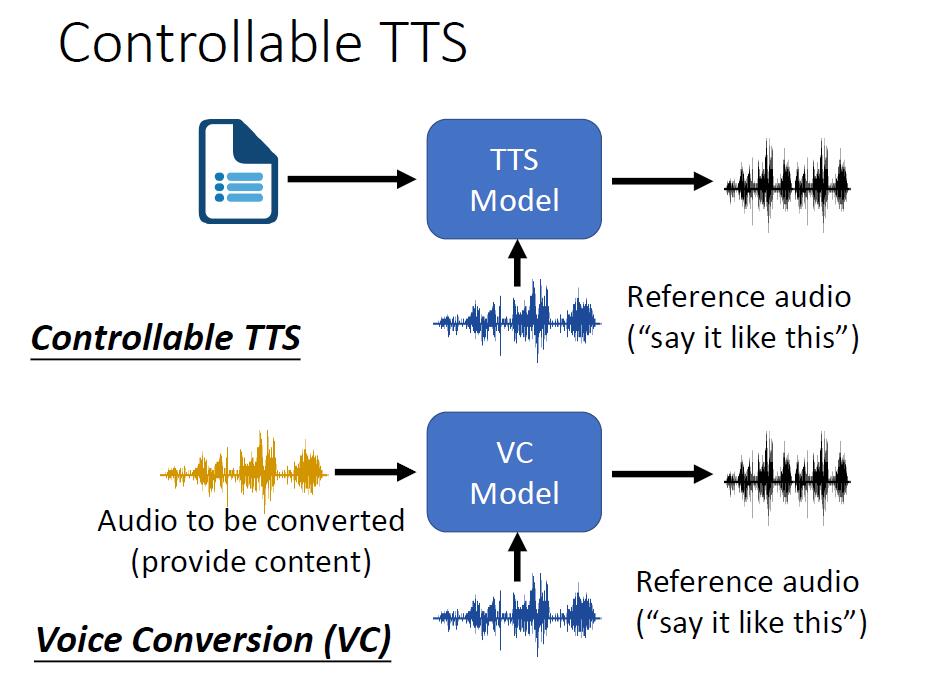 Controllable TTS
TTS
Model
Reference audio
(“say it like this”)
Controllable TTS
VC
Model
Audio to be converted
(provide content)
Reference audio
(“say it like this”)
Voice Conversion (VC)